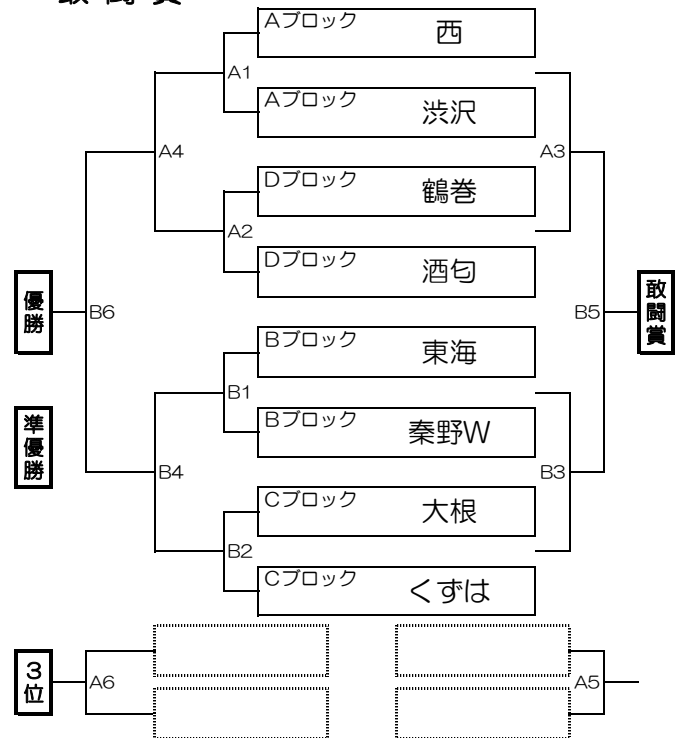 Aブロック 西
A1
Aブロック 渋沢
A4
A3
Dブロック 鶴巻
A2
Dブロック 酒匂
優勝
B6
B5
敢闘賞
Bブロック 東海
B1
準優勝
Bブロック 秦野W
B4
B3
Cブロック 大根
B2
Cブロック くずは
3位
A6
A5